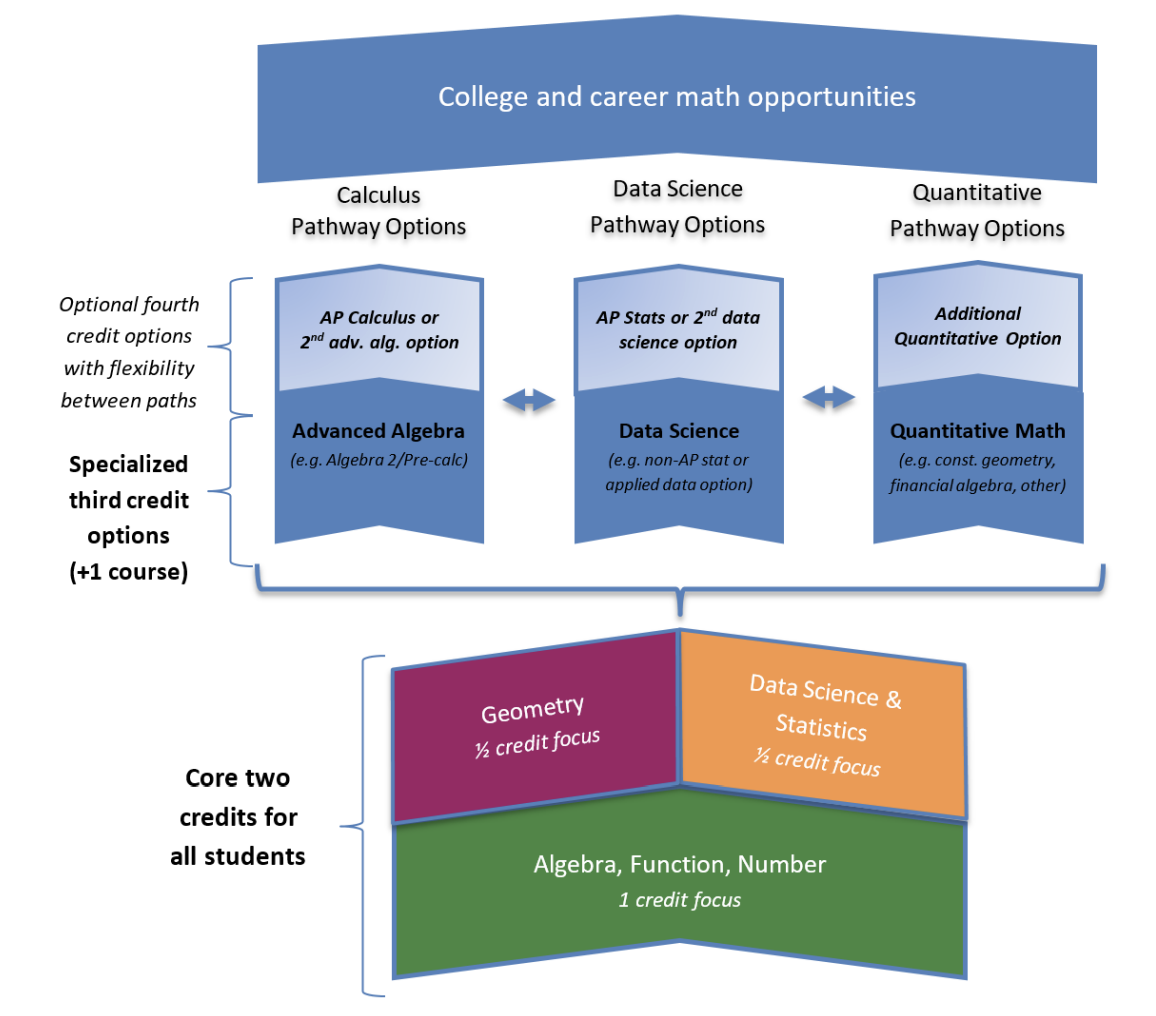 College and career math opportunities
Calculus
Pathway Options
Data Science
Pathway Options
Quantitative
Pathway Options
Optional fourth
credit options
with flexibility
between paths
AP Calculus or
2nd adv. alg. option
AP Stats or 2nd data
science option
Additional
Quantitative Option
Specialized
third credit
options
(+1 course)
Advanced Algebra
(e.g. Algebra 2/Pre-calc)
Data Science
(e.g. non-AP stat or
applied data option)
Quantitative Math
(e.g. const. geometry,
financial algebra, other)
Core two
credits for
all students
Geometry
½ credit focus
Data Science &
Statistics
½ credit focus
Algebra, Function, Number
1 credit focus